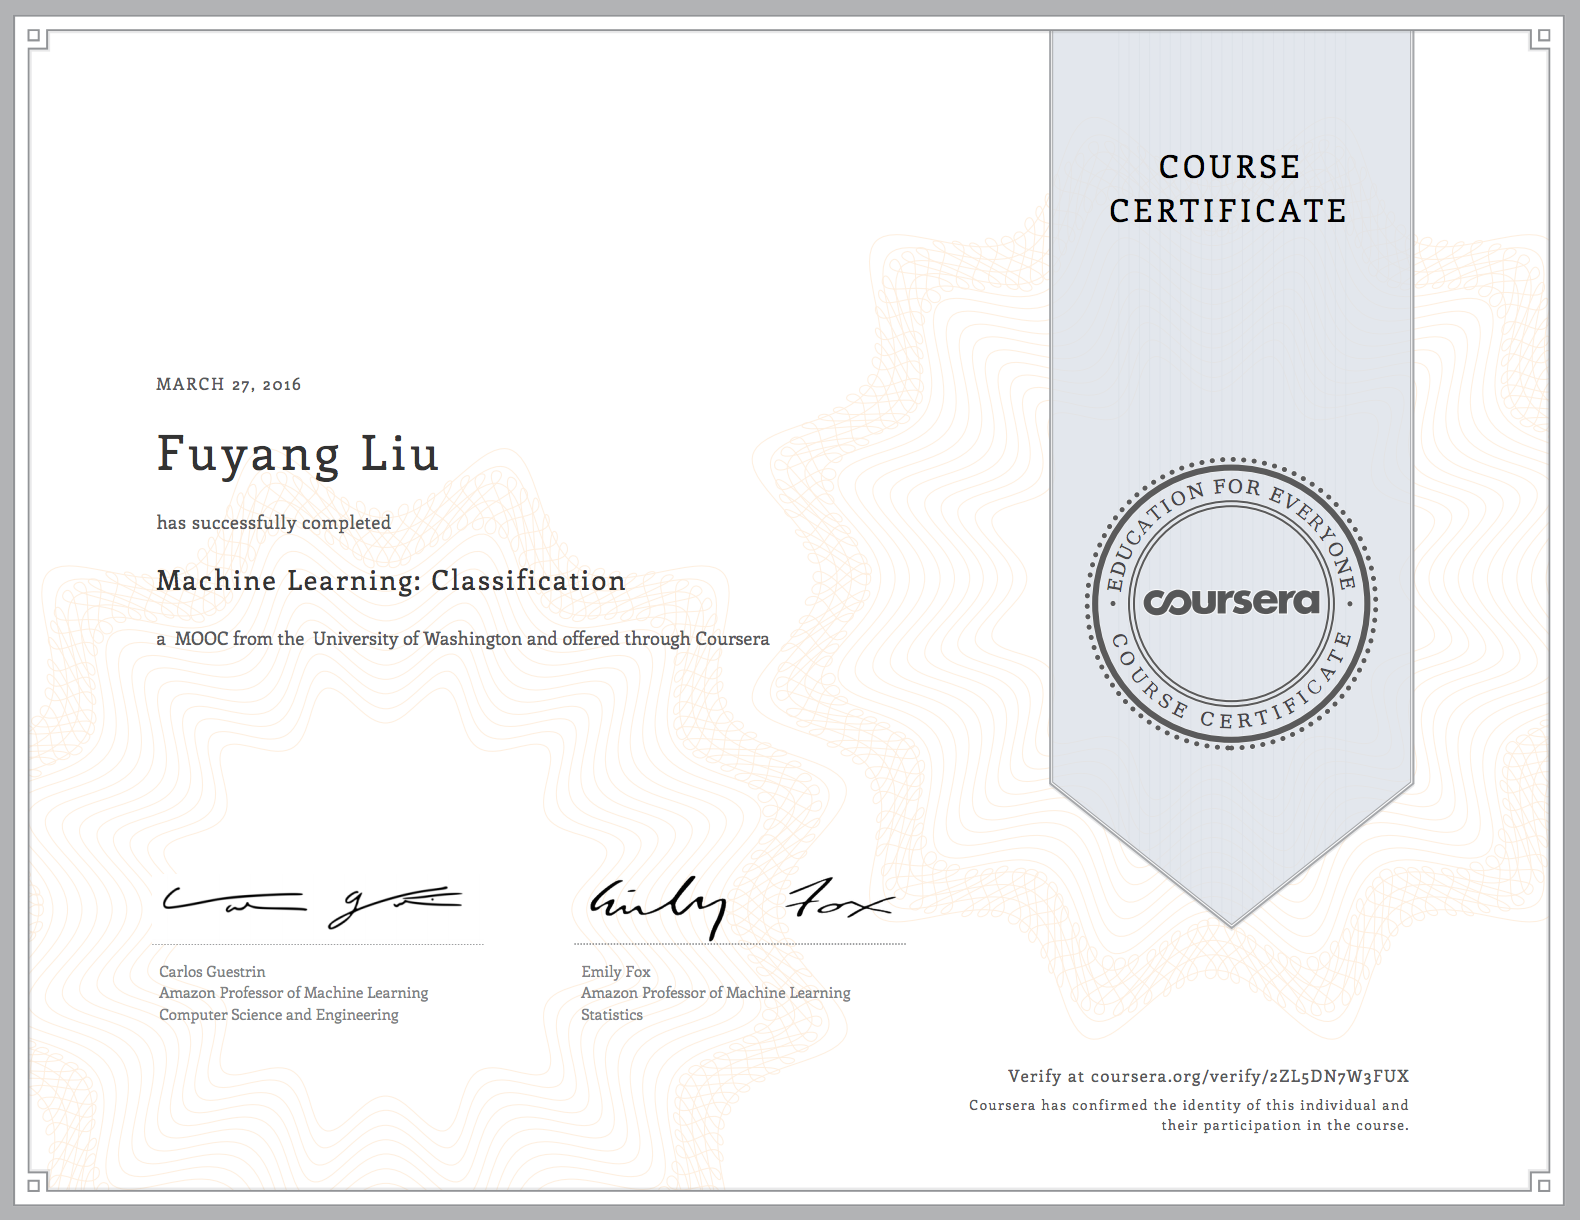 COURSE
CERTIFICATE
MARCH 27, 2016
Fuyang Liu
has successfully completed
Machine Learning: Classification
a MOOC from the University of Washington and offered through Coursera
EDUCATION FOR EVERYONE
coursera
COURSE CERTIFICATE
Emily Fox
Carlos Guestrin
Amazon Professor of Machine Learning
Computer Science and Engineering
Emily Fox
Amazon Professor of Machine Learning
Statistics
Verify at coursera.org/verify/2ZL5DN7W3FUX
Coursera has confirmed the identity of this individual and
their participation in the course.